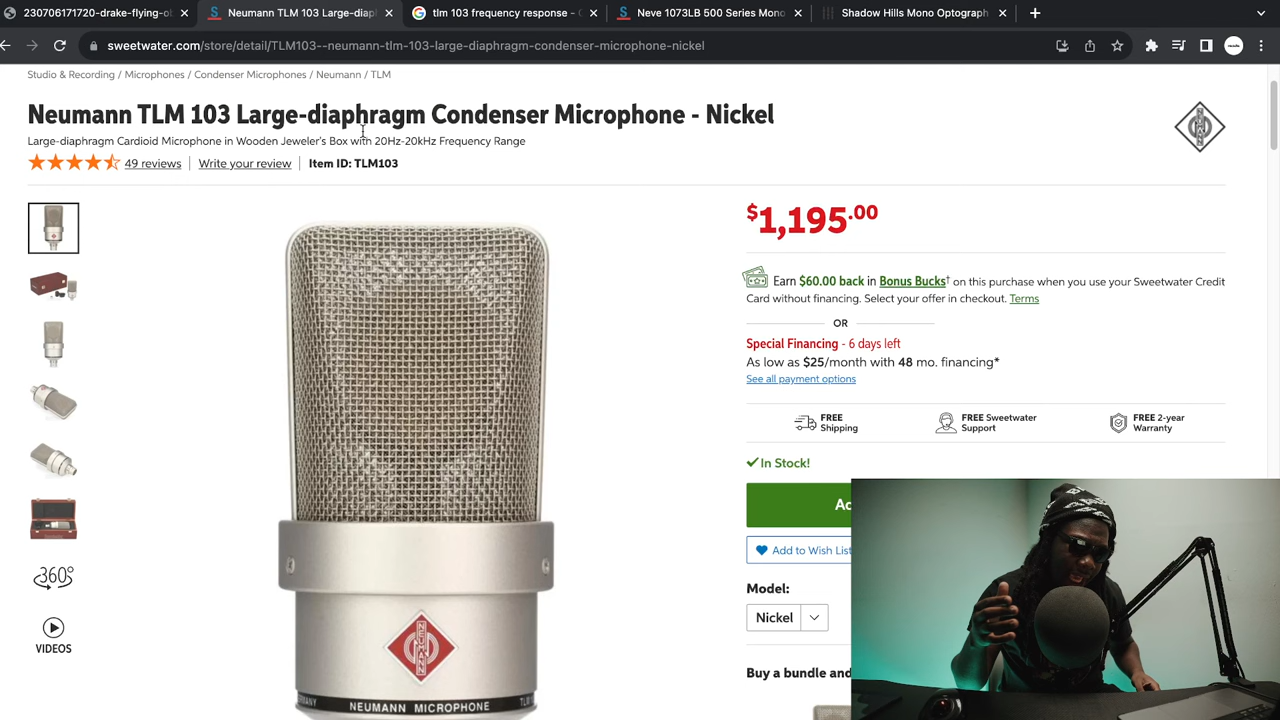 230706171720-drake-flying-ob
Neumann TLM 103 Large-diap
tlm 103 frequency response - G
Neve 1073LB 500 Series Mono
Shadow Hills Mono Optograph
sweetwater.com/store/detail/TLM103--neumann-tlm-103-large-diaphragm-condenser-microphone-nickel
Studio & Recording / Microphones / Condenser Microphones / Neumann / TLM
Neumann TLM 103 Large-diaphragm Condenser Microphone - Nickel
Large-diaphragm Cardioid Microphone in Wooden Jeweler's Box with 20Hz-20kHz Frequency Range
49 reviews | Write your review | Item ID: TLM103
$1,195.00
Earn $60.00 back in Bonus Bucks† on this purchase when you use your Sweetwater Credit
Card without financing. Select your offer in checkout. Terms
OR
Special Financing - 6 days left
As low as $25/month with 48 mo. financing*
See all payment options
FREE
Shipping
FREE Sweetwater
Support
FREE 2-year
Warranty
In Stock!
Add to Wish List
Model:
Nickel
Buy a bundle and
360°
VIDEOS
NEUMANN MICROPHONE